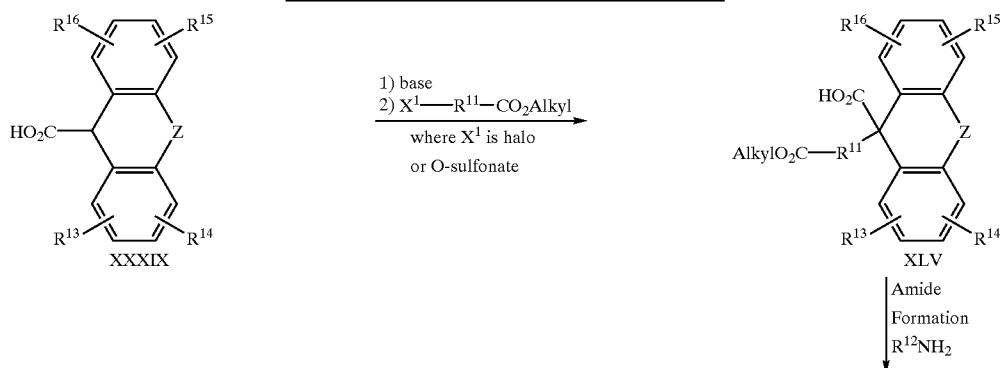 R¹⁶ R¹⁵
HO₂C Z
R¹³ R¹⁴
XXXIX
1) base
2) X¹—R¹¹—CO₂Alkyl
where X¹ is halo
or O-sulfonate
R¹⁶ R¹⁵
HO₂C Z
AlkylO₂C—R¹¹
R¹³ R¹⁴
XLV
Amide
Formation
R¹²NH₂